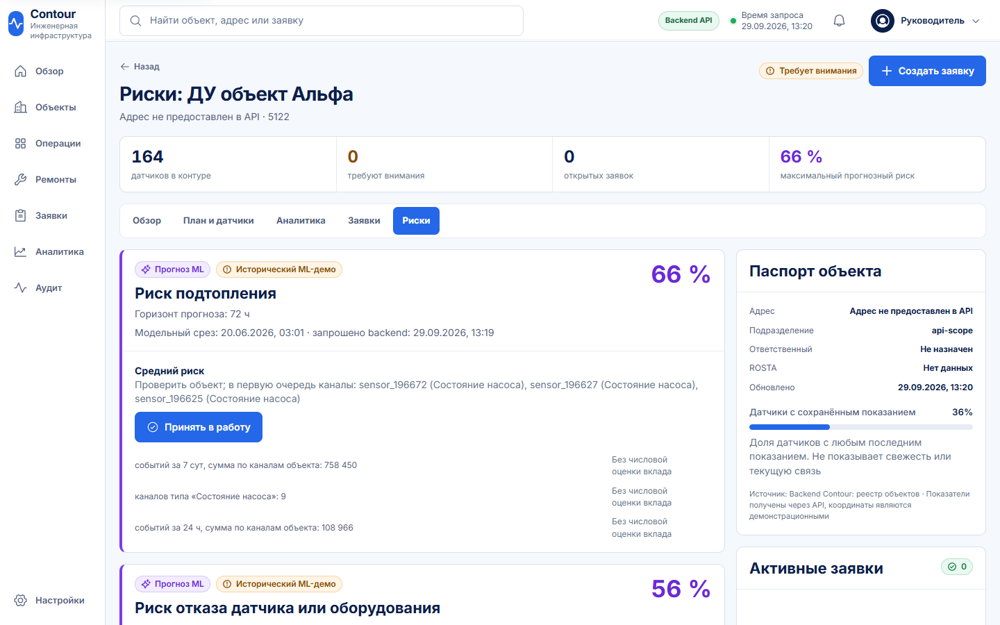 Contour
Инженерная
инфраструктура
Найти объект, адрес или заявку
Backend API
Время запроса
29.09.2026, 13:20
Руководитель
Обзор
Объекты
Операции
Ремонты
Заявки
Аналитика
Аудит
Настройки
Назад
Требует внимания
Создать заявку
Риски: ДУ объект Альфа
Адрес не предоставлен в API · 5122
164
датчиков в контуре
0
требуют внимания
0
открытых заявок
66 %
максимальный прогнозный риск
Обзор
План и датчики
Аналитика
Заявки
Риски
Прогноз ML
Исторический ML-демо
66 %
Риск подтопления
Горизонт прогноза: 72 ч
Модельный срез: 20.06.2026, 03:01 · запрошено backend: 29.09.2026, 13:19
Средний риск
Проверить объект; в первую очередь каналы: sensor_196672 (Состояние насоса), sensor_196627 (Состояние насоса),
sensor_196625 (Состояние насоса)
Принять в работу
событий за 7 сут, сумма по каналам объекта: 758 450
Без числовой
оценки вклада
каналов типа «Состояние насоса»: 9
Без числовой
оценки вклада
событий за 24 ч, сумма по каналам объекта: 108 966
Без числовой
оценки вклада
Прогноз ML
Исторический ML-демо
56 %
Риск отказа датчика или оборудования
Паспорт объекта
Адрес
Адрес не предоставлен в API
Подразделение
api-scope
Ответственный
Не назначен
ROSTA
Нет данных
Обновлено
29.09.2026, 13:20
Датчики с сохранённым показанием
36%
Доля датчиков с любым последним
показанием. Не показывает свежесть или
текущую связь
Источник: Backend Contour: реестр объектов · Показатели
получены через API, координаты являются
демонстрационными
Активные заявки
0